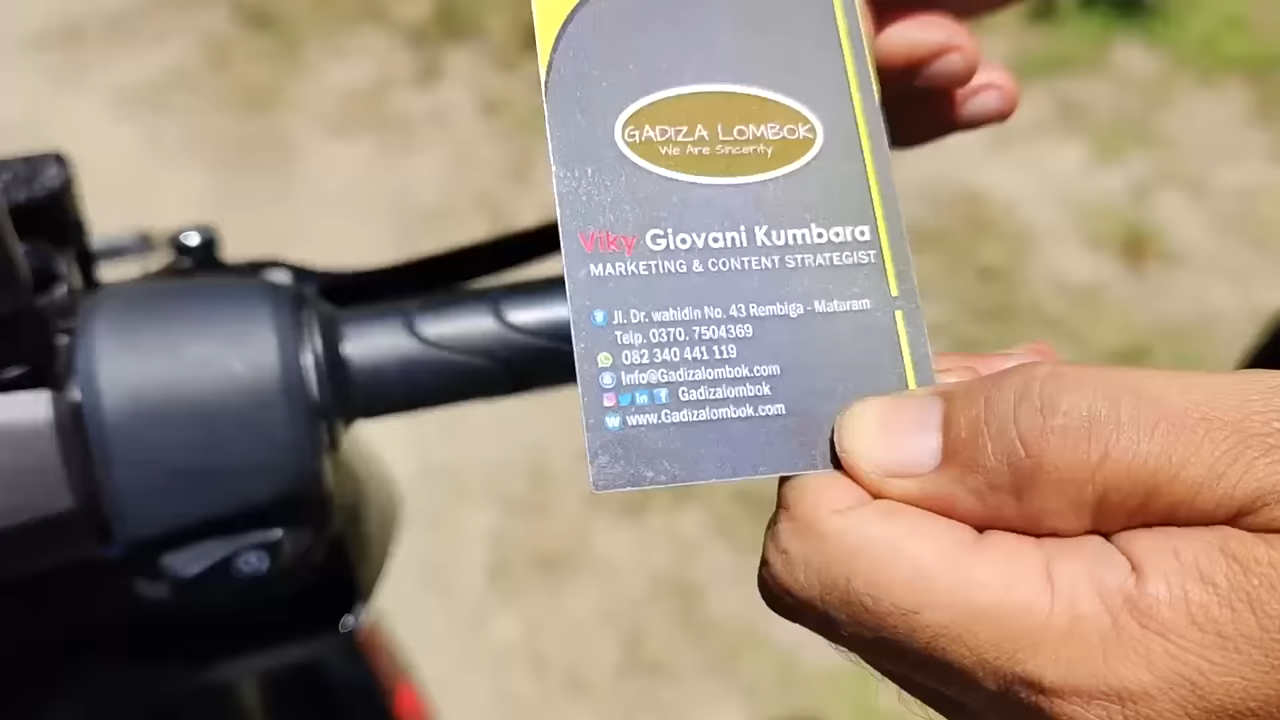 GADIZA LOMBOK
We Are Sincerity
Viky Giovani Kumbara
MARKETING & CONTENT STRATEGIST
Jl. Dr. wahidin No. 43 Rembiga - Mataram
Telp. 0370. 7504369
082 340 441 119
Info@Gadizalombok.com
Gadizalombok
www.Gadizalombok.com